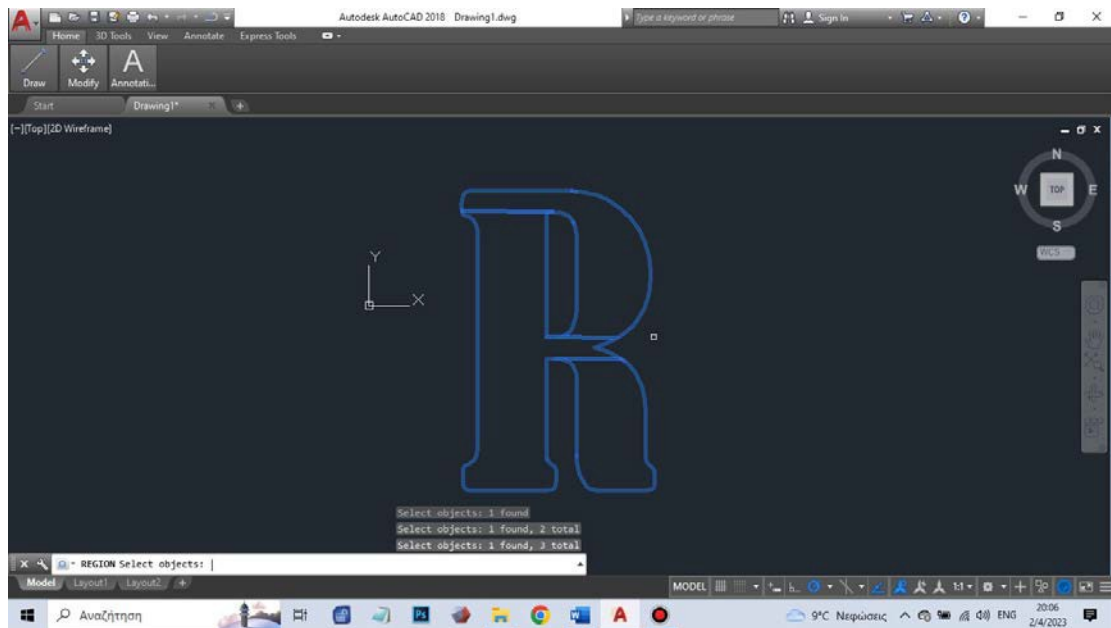 Autodesk AutoCAD 2018 Drawing1.dwg
Type a keyword or phrase
Sign In
Home 3D Tools View Annotate Express Tools
A
Draw Modify Annotati...
Start Drawing1*
[−][Top][2D Wireframe]
N
W TOP E
S
WCS
Y
X
R
Select objects: 1 found
Select objects: 1 found, 2 total
Select objects: 1 found, 3 total
REGION Select objects:
Model Layout1 Layout2 +
MODEL 1:1
Αναζήτηση
Ps
A
9°C Νεφώσεις ENG
20:06
2/4/2023